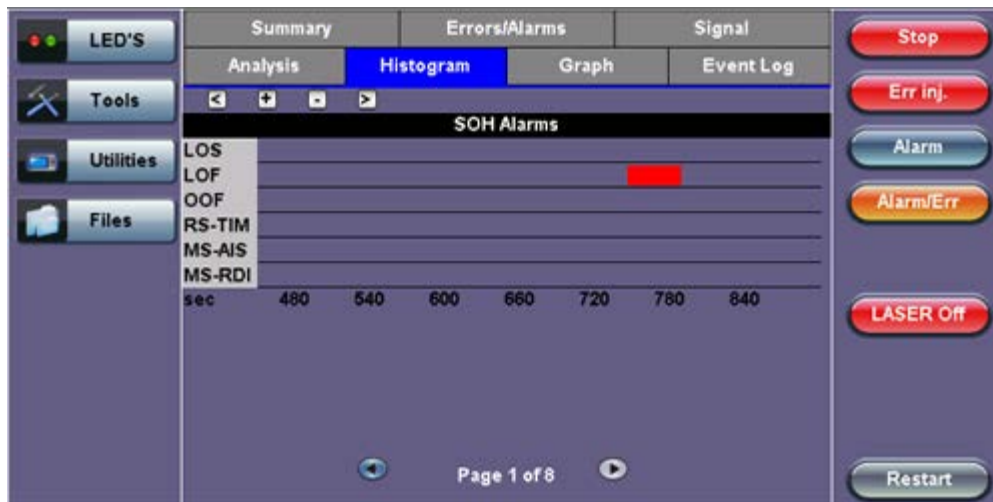 LED'S
Tools
Utilities
Files
Summary Errors/Alarms Signal
Analysis Histogram Graph Event Log
< + - >
SOH Alarms
LOS
LOF
OOF
RS-TIM
MS-AIS
MS-RDI
sec 480 540 600 660 720 780 840
Page 1 of 8
Stop
Err inj.
Alarm
Alarm/Err
LASER Off
Restart